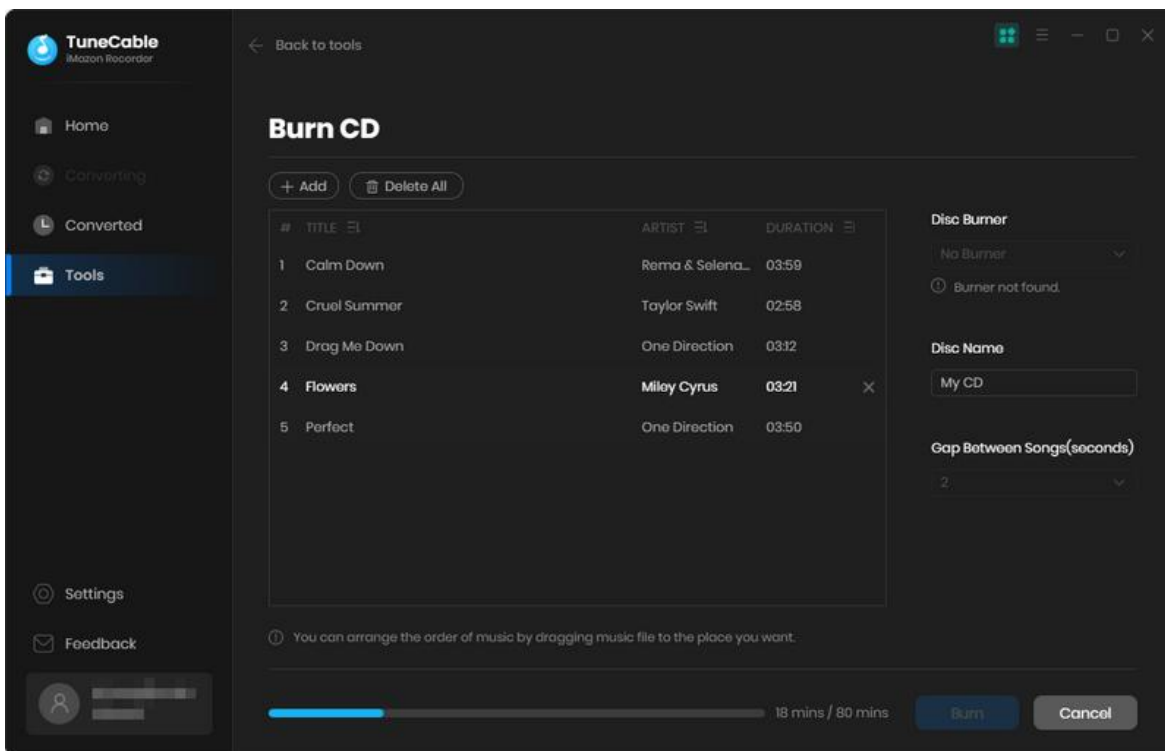 TuneCable
iMazon Recorder
Back to tools
Home
Converting
Converted
Tools
Settings
Feedback
Burn CD
+ Add
Delete All
# TITLE ARTIST DURATION
1 Calm Down Rema & Selena... 03:59
2 Cruel Summer Taylor Swift 02:58
3 Drag Me Down One Direction 03:12
4 Flowers Miley Cyrus 03:21
5 Perfect One Direction 03:50
You can arrange the order of music by dragging music file to the place you want.
Disc Burner
No Burner
Burner not found.
Disc Name
My CD
Gap Between Songs(seconds)
2
18 mins / 80 mins
Burn
Cancel